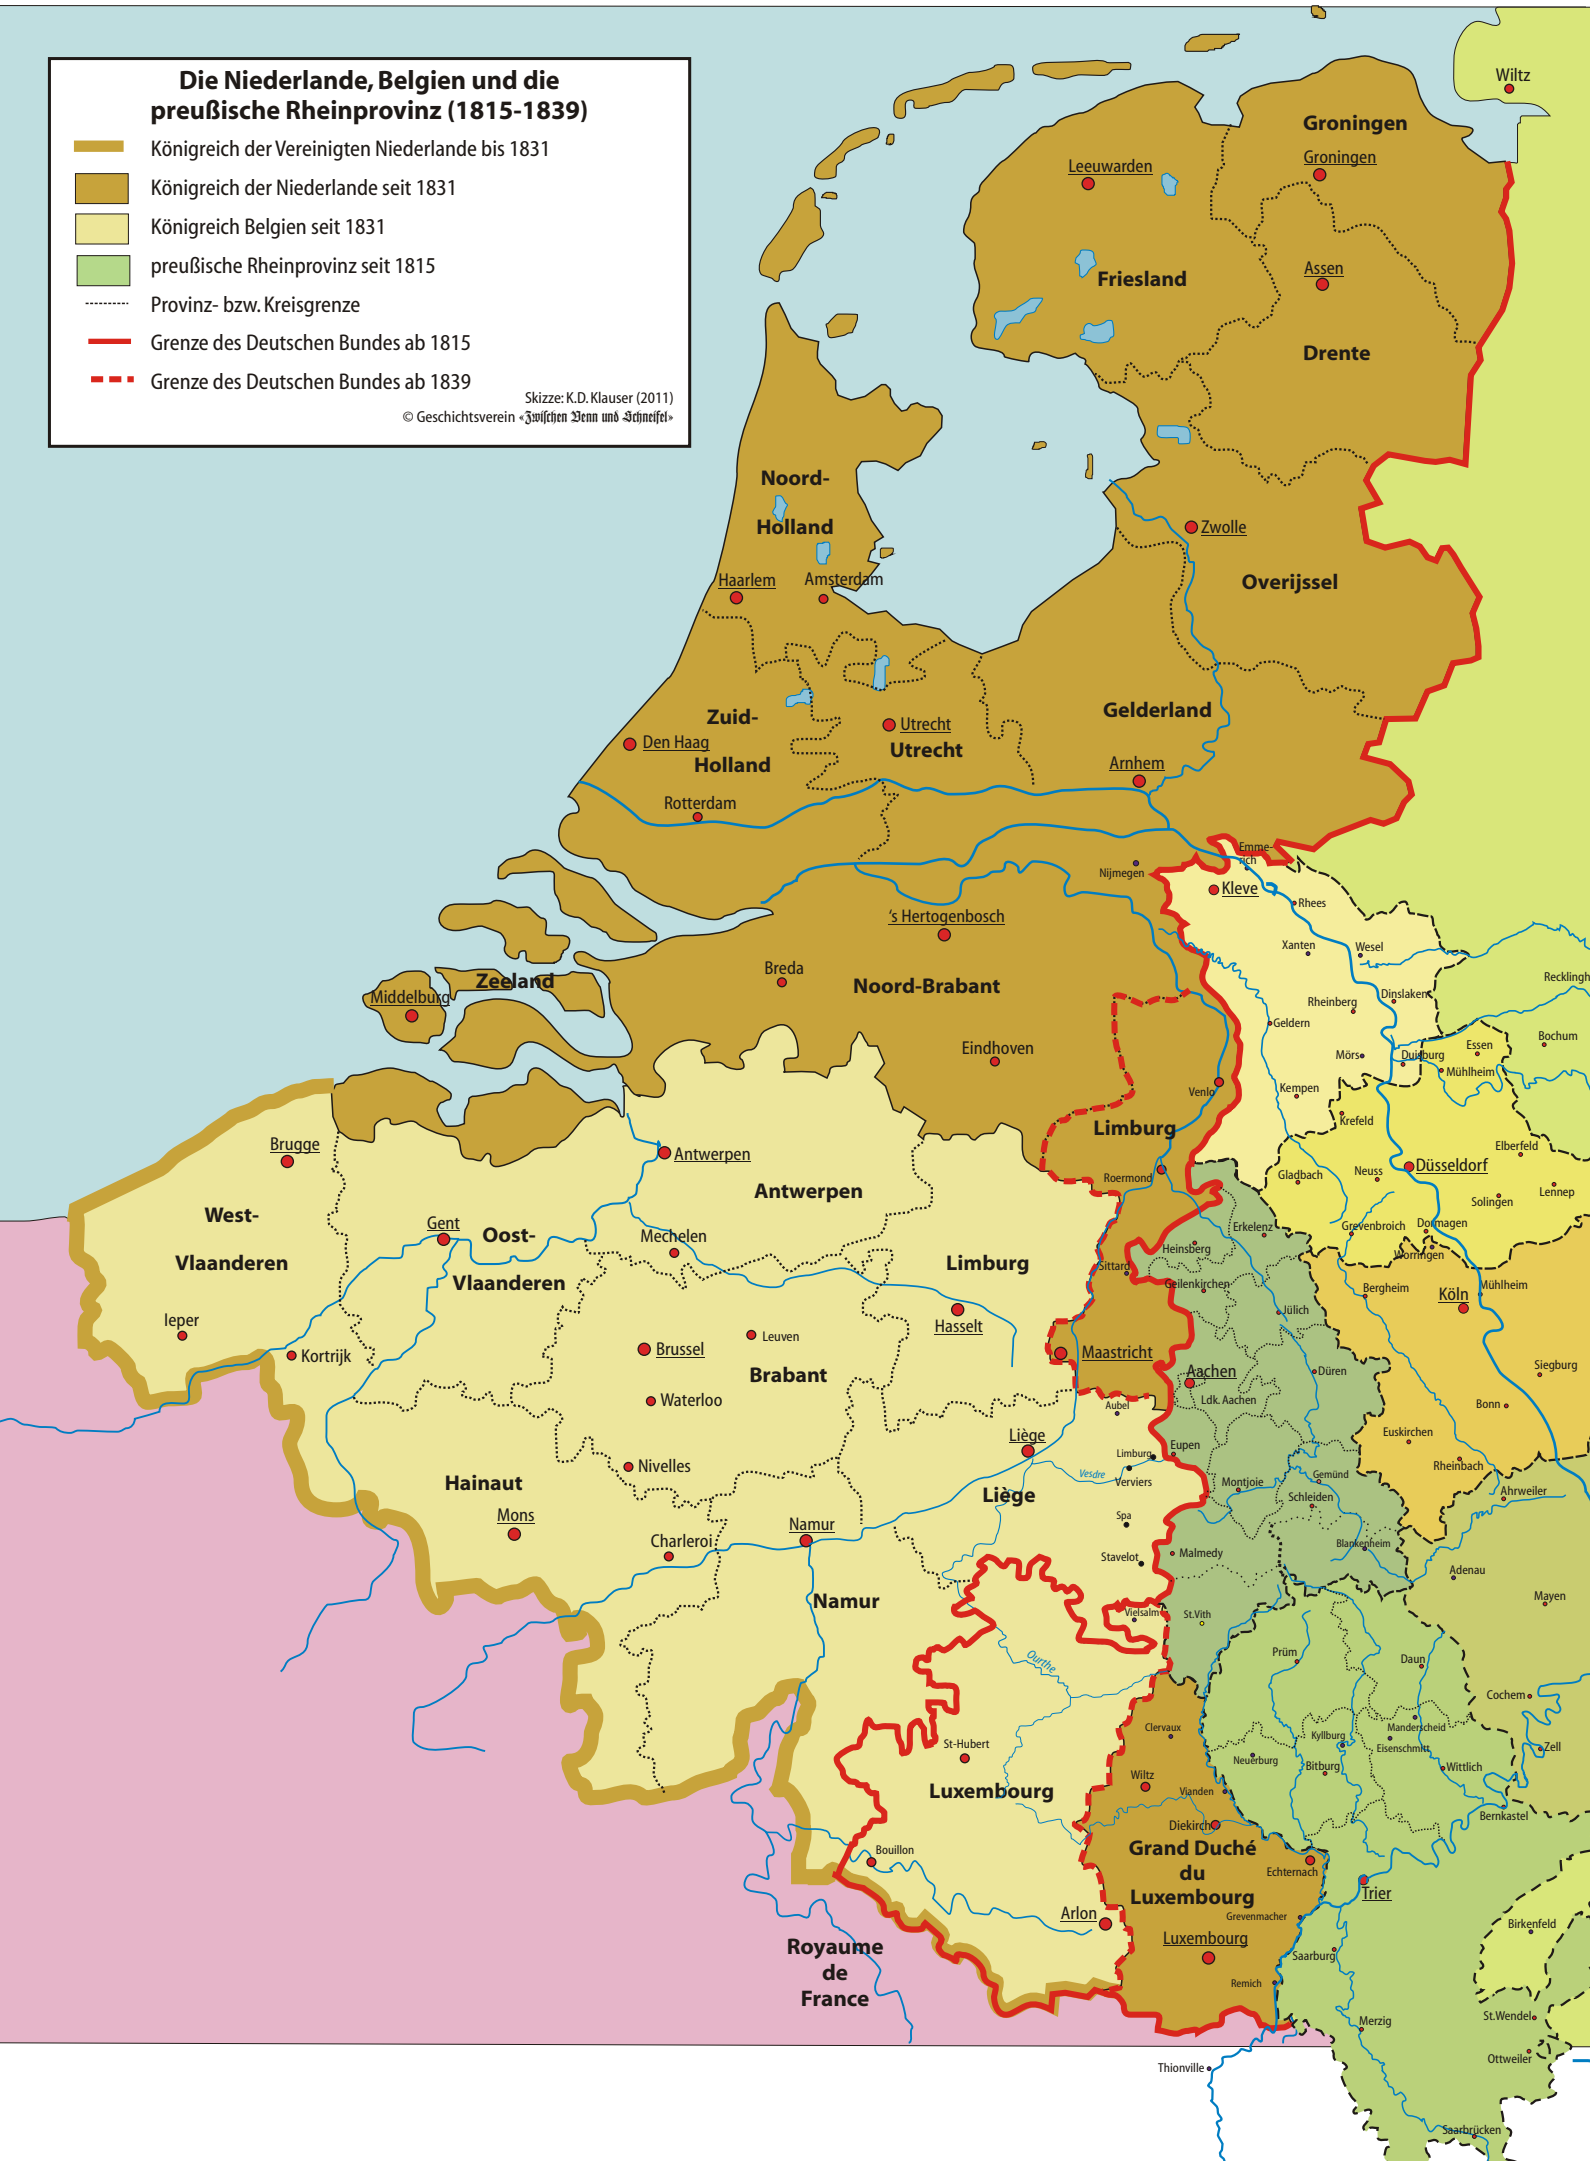 Die Niederlande, Belgien und die
preußische Rheinprovinz (1815-1839)
Königreich der Vereinigten Niederlande bis 1831
Königreich der Niederlande seit 1831
Königreich Belgien seit 1831
preußische Rheinprovinz seit 1815
Provinz- bzw. Kreisgrenze
Grenze des Deutschen Bundes ab 1815
Grenze des Deutschen Bundes ab 1839
Skizze: K.D. Klauser (2011)
© Geschichtsverein «Zwischen Venn und Schneifel»
Wiltz
Groningen
Groningen
Leeuwarden
Assen
Friesland
Drente
Noord-
Holland
Zwolle
Overijssel
Haarlem
Amsterdam
Zuid-
Holland
Den Haag
Utrecht
Utrecht
Gelderland
Arnhem
Rotterdam
Nijmegen
Emme-
rich
Kleve
Rhees
's Hertogenbosch
Xanten
Wesel
Breda
Noord-Brabant
Zeeland
Middelburg
Recklingh
Rheinberg
Dinslaken
Geldern
Bochum
Essen
Eindhoven
Mörs
Duisburg
Mühlheim
Venlo
Kempen
Krefeld
Limburg
Brugge
Antwerpen
Elberfeld
Düsseldorf
Gladbach
Neuss
Roermond
Antwerpen
Lennep
Solingen
West-
Vlaanderen
Gent
Oost-
Vlaanderen
Mechelen
Erkelenz
Grevenbroich
Dormagen
Worringen
Heinsberg
Limburg
Sittard
Geilenkirchen
Bergheim
Köln
Mühlheim
Jülich
Ieper
Hasselt
Kortrijk
Brussel
Leuven
Brabant
Maastricht
Aachen
Düren
Siegburg
Waterloo
Ldk. Aachen
Aubel
Bonn
Liège
Euskirchen
Eupen
Limburg
Nivelles
Rheinbach
Hainaut
Vesdre
Verviers
Gemünd
Montjoie
Liège
Schleiden
Ahrweiler
Mons
Spa
Namur
Charleroi
Blankenheim
Stavelot
Malmedy
Adenau
Namur
Mayen
Vielsalm
St.Vith
Ourthe
Prüm
Daun
Cochem
Clervaux
Manderscheid
Kyllburg
St-Hubert
Eisenschmitt
Zell
Neuerburg
Bitburg
Wittlich
Wiltz
Luxembourg
Vianden
Bernkastel
Diekirch
Bouillon
Grand Duché
du
Luxembourg
Echternach
Trier
Arlon
Grevenmacher
Birkenfeld
Luxembourg
Royaume
de
France
Saarburg
Remich
Merzig
St.Wendel
Ottweiler
Thionville
Saarbrücken